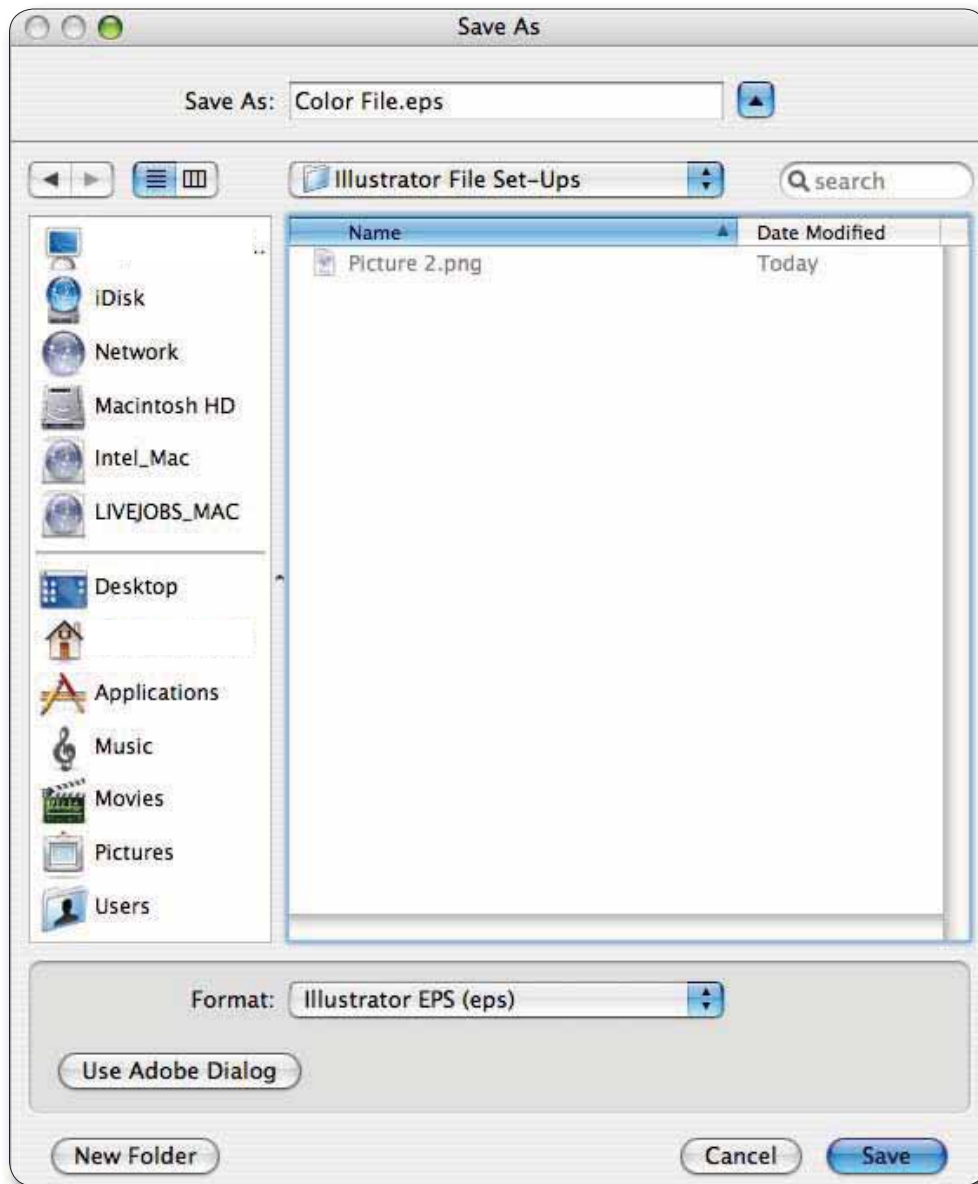 Save As
Save As: Color File.eps
Illustrator File Set-Ups
search
Name Date Modified
Picture 2.png Today
..
iDisk
Network
Macintosh HD
Intel_Mac
LIVEJOBS_MAC
Desktop
Applications
Music
Movies
Pictures
Users
Format: Illustrator EPS (eps)
Use Adobe Dialog
New Folder Cancel Save